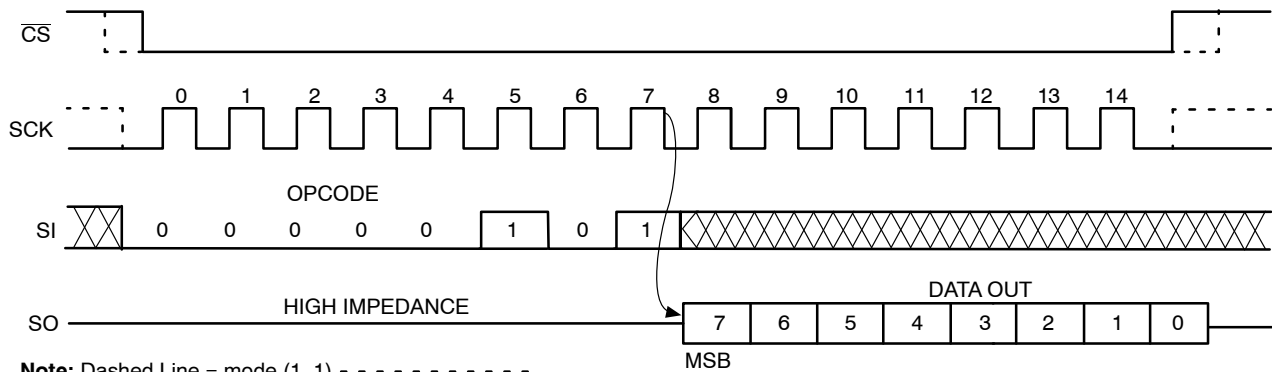 CS
0 1 2 3 4 5 6 7 8 9 10 11 12 13 14
SCK
OPCODE
SI 0 0 0 0 0 1 0 1
DATA OUT
HIGH IMPEDANCE
SO 7 6 5 4 3 2 1 0
MSB
Note: Dashed Line = mode (1, 1)